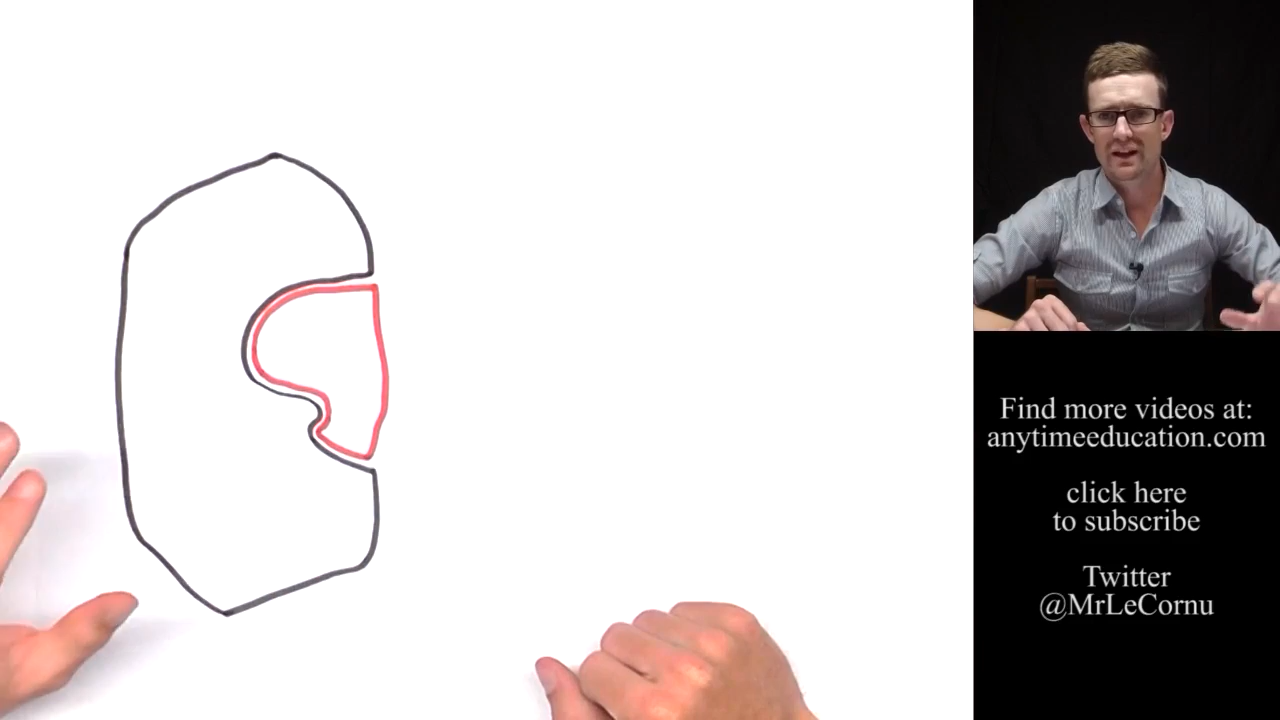 Find more videos at:
anytimeeducation.com
click here
to subscribe
Twitter
@MrLeCornu